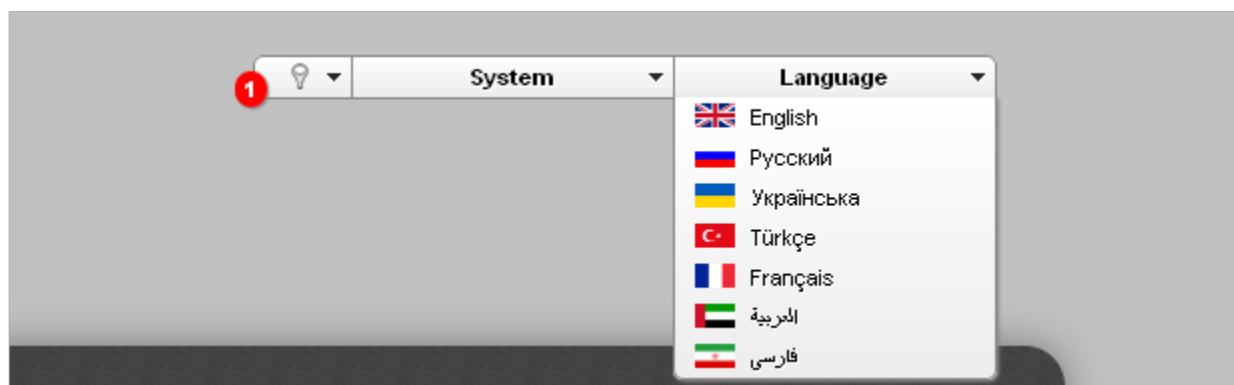 1 System Language
English
Русский
Українська
Türkçe
Français
العربية
فارسی